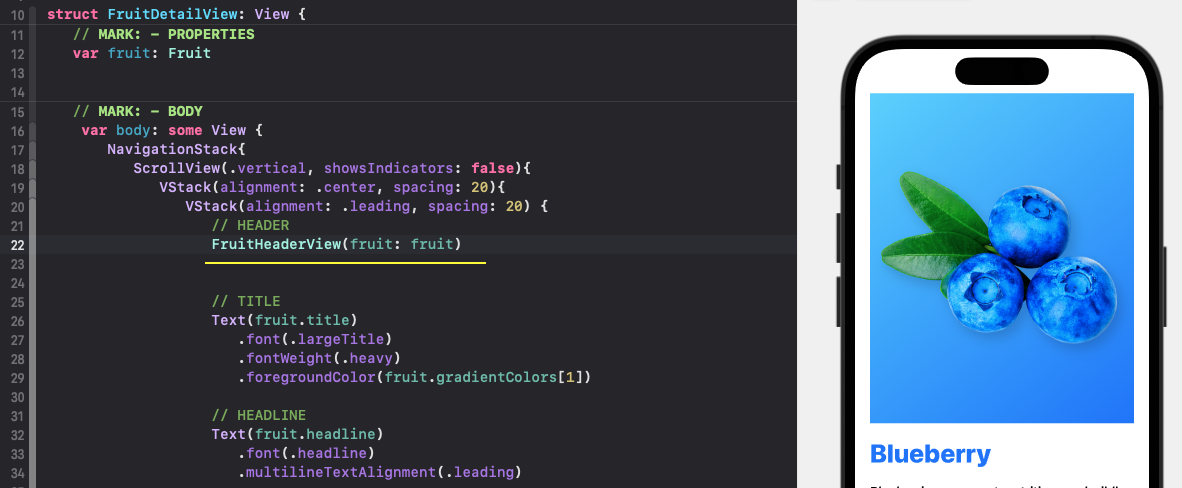 10 struct FruitDetailView: View {
11 // MARK: - PROPERTIES
12 var fruit: Fruit
13
14
15 // MARK: - BODY
16 var body: some View {
17 NavigationStack{
18 ScrollView(.vertical, showsIndicators: false){
19 VStack(alignment: .center, spacing: 20){
20 VStack(alignment: .leading, spacing: 20) {
21 // HEADER
22 FruitHeaderView(fruit: fruit)
23
24
25 // TITLE
26 Text(fruit.title)
27 .font(.largeTitle)
28 .fontWeight(.heavy)
29 .foregroundColor(fruit.gradientColors[1])
30
31 // HEADLINE
32 Text(fruit.headline)
33 .font(.headline)
34 .multilineTextAlignment(.leading)
Blueberry